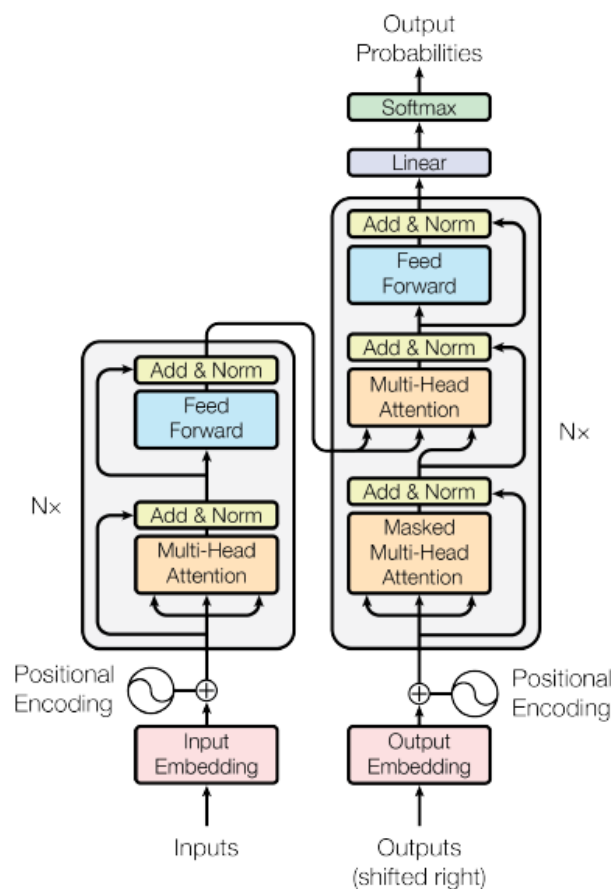 Output
Probabilities
Softmax
Linear
Add & Norm
Feed
Forward
Add & Norm
Multi-Head
Attention
Nx
Add & Norm
Masked
Multi-Head
Attention
Add & Norm
Feed
Forward
Nx
Add & Norm
Multi-Head
Attention
Positional
Encoding
Positional
Encoding
Input
Embedding
Output
Embedding
Inputs
Outputs
(shifted right)